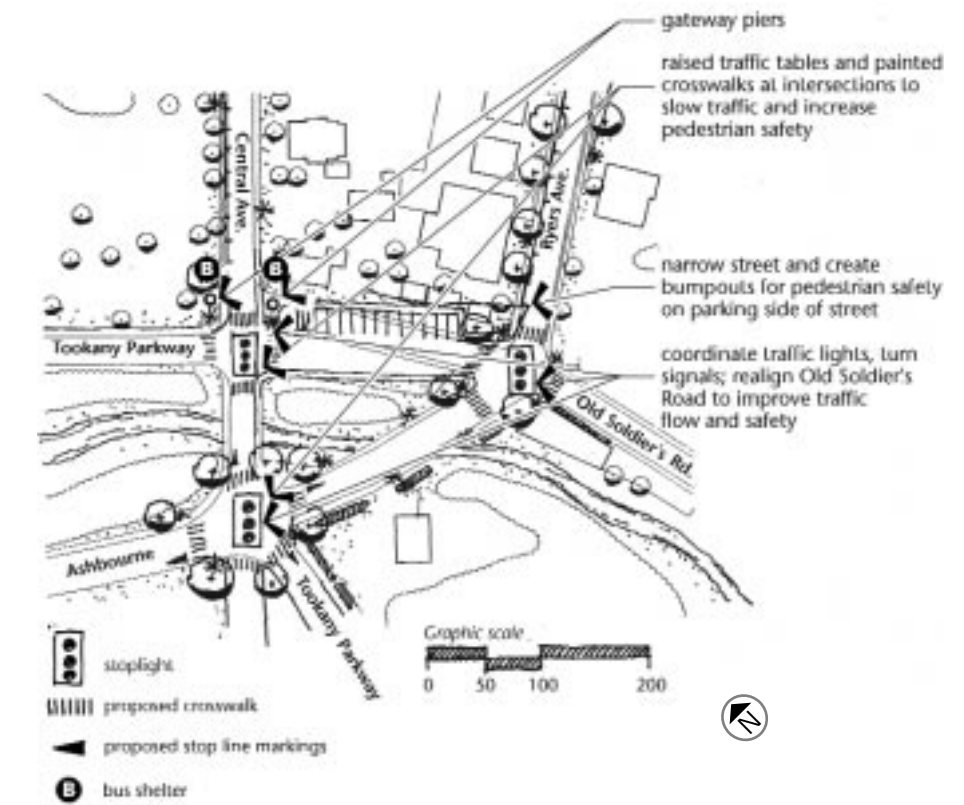 gateway piers
raised traffic tables and painted
crosswalks at intersections to
slow traffic and increase
pedestrian safety
Central Ave.
Ryers Ave.
B
B
narrow street and create
bumpouts for pedestrian safety
on parking side of street
Tookany Parkway
coordinate traffic lights, turn
signals; realign Old Soldier's
Road to improve traffic
flow and safety
Old Soldier's Rd.
Ashbourne
Tookany Parkway
Graphic scale
0 50 100 200
stoplight
proposed crosswalk
proposed stop line markings
B bus shelter
N